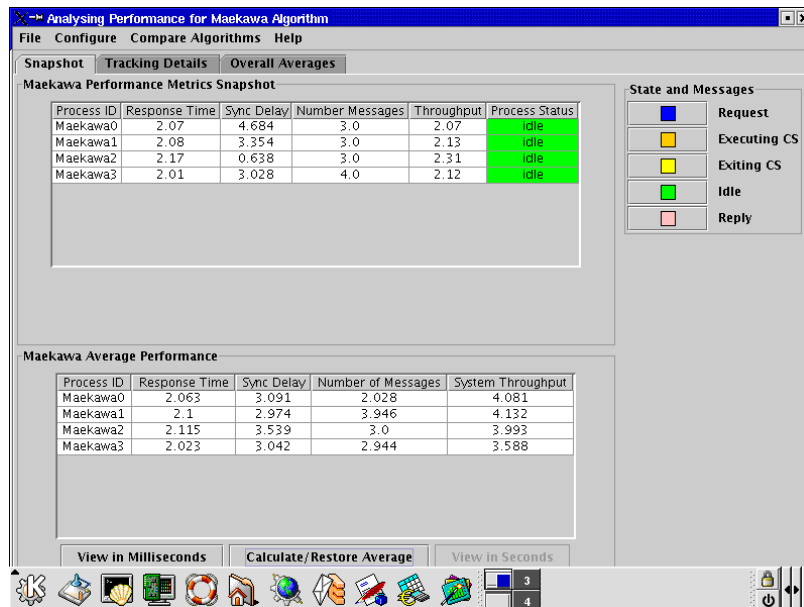 Analysing Performance for Maekawa Algorithm
File Configure Compare Algorithms Help
Snapshot Tracking Details Overall Averages
Maekawa Performance Metrics Snapshot
Process ID Response Time Sync Delay Number Messages Throughput Process Status
Maekawa0 2.07 4.684 3.0 2.07 idle
Maekawa1 2.08 3.354 3.0 2.13 idle
Maekawa2 2.17 0.638 3.0 2.31 idle
Maekawa3 2.01 3.028 4.0 2.12 idle
State and Messages
Request
Executing CS
Exiting CS
Idle
Reply
Maekawa Average Performance
Process ID Response Time Sync Delay Number of Messages System Throughput
Maekawa0 2.063 3.091 2.028 4.081
Maekawa1 2.1 2.974 3.946 4.132
Maekawa2 2.115 3.539 3.0 3.993
Maekawa3 2.023 3.042 2.944 3.588
View in Milliseconds Calculate/Restore Average View in Seconds
3
4